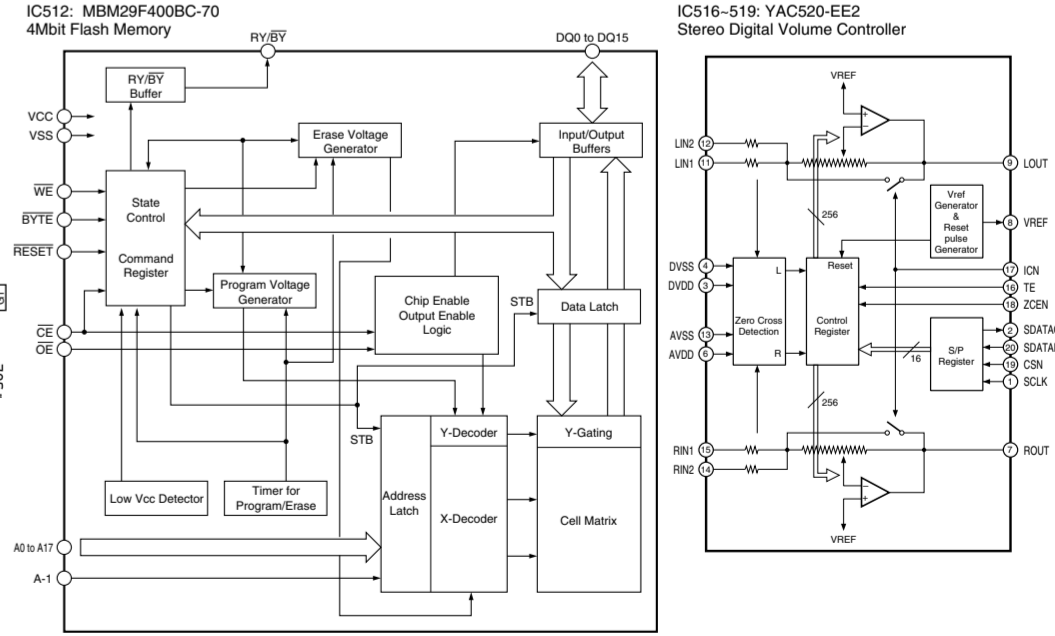 IC512: MBM29F400BC-70
4Mbit Flash Memory
RY/BY
DQ0 to DQ15
RY/BY
Buffer
VCC
VSS
Erase Voltage
Generator
Input/Output
Buffers
WE
BYTE
RESET
State
Control
Command
Register
Program Voltage
Generator
Chip Enable
Output Enable
Logic
STB
Data Latch
CE
OE
STB
Y-Decoder
Y-Gating
Low Vcc Detector
Timer for
Program/Erase
Address
Latch
X-Decoder
Cell Matrix
A0 to A17
A-1
IC516~519: YAC520-EE2
Stereo Digital Volume Controller
VREF
+
−
LIN2 12
LIN1 11
9 LOUT
256
Vref
Generator
&
Reset
pulse
Generator
8 VREF
DVSS 4
DVDD 3
L
Reset
17 ICN
16 TE
18 ZCEN
Zero Cross
Detection
Control
Register
AVSS 13
AVDD 6
R
16
S/P
Register
2 SDATAO
20 SDATAI
19 CSN
1 SCLK
256
RIN1 15
RIN2 14
7 ROUT
−
+
VREF